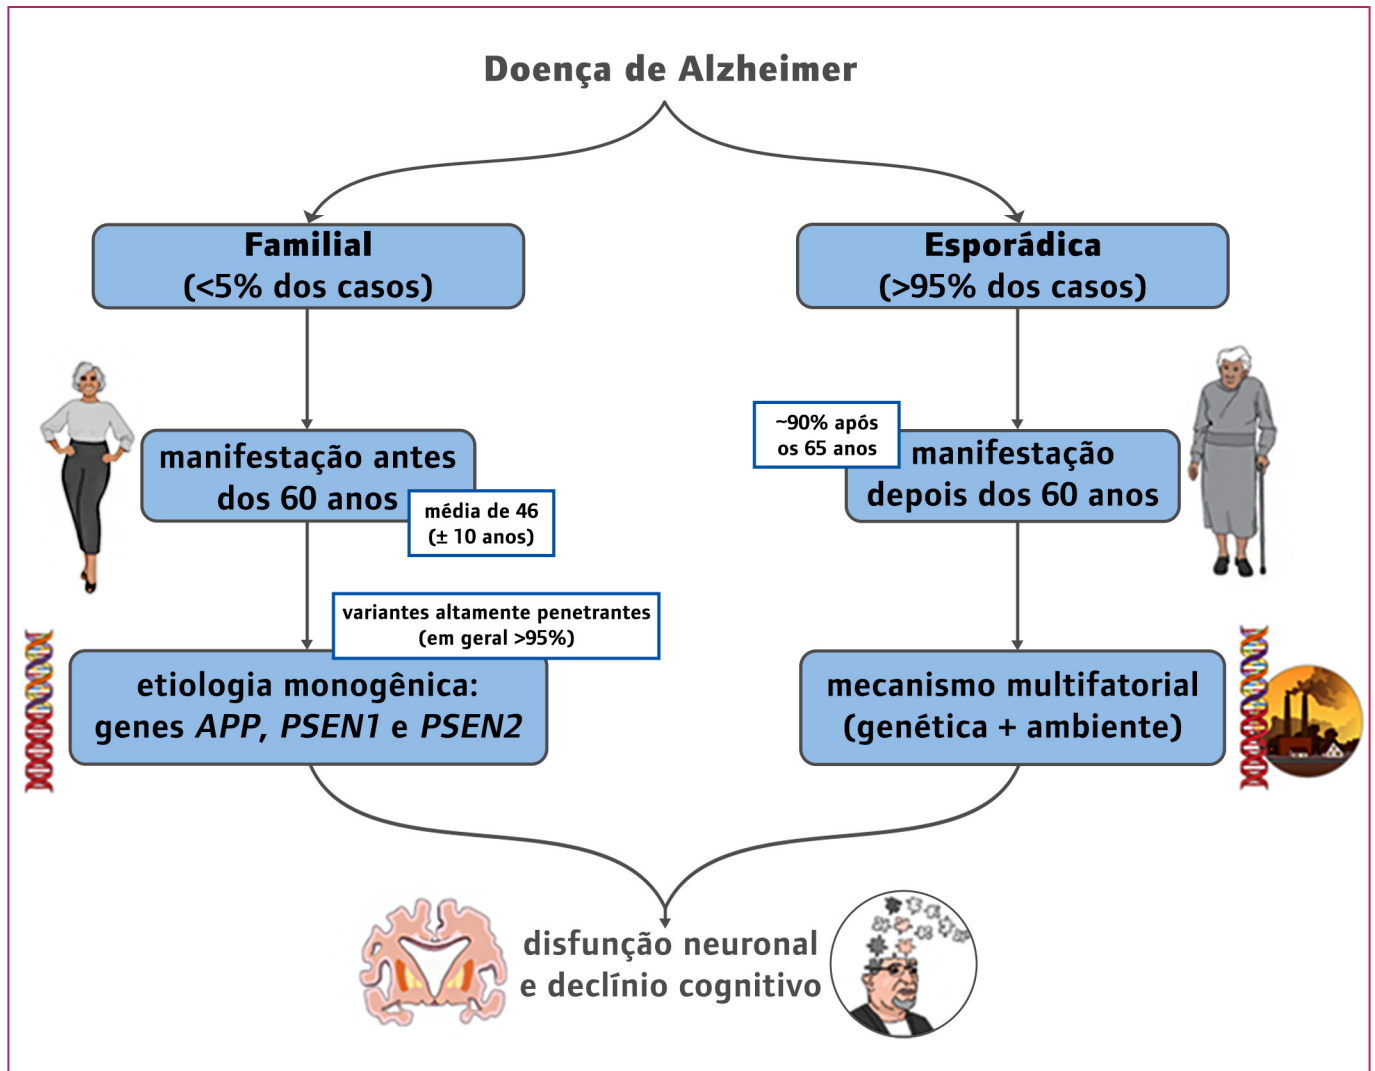 Doença de Alzheimer
Familial
(<5% dos casos)
Esporádica
(>95% dos casos)
manifestação antes
dos 60 anos
média de 46
(± 10 anos)
~90% após
os 65 anos
manifestação
depois dos 60 anos
variantes altamente penetrantes
(em geral >95%)
etiologia monogênica:
genes APP, PSEN1 e PSEN2
mecanismo multifatorial
(genética + ambiente)
disfunção neuronal
e declínio cognitivo